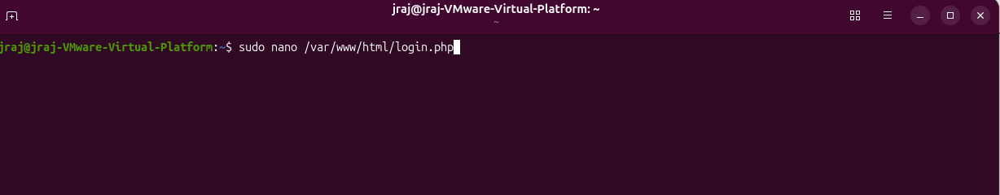 jraj@jraj-VMware-Virtual-Platform: ~
~
jraj@jraj-VMware-Virtual-Platform:~$ sudo nano /var/www/html/login.php